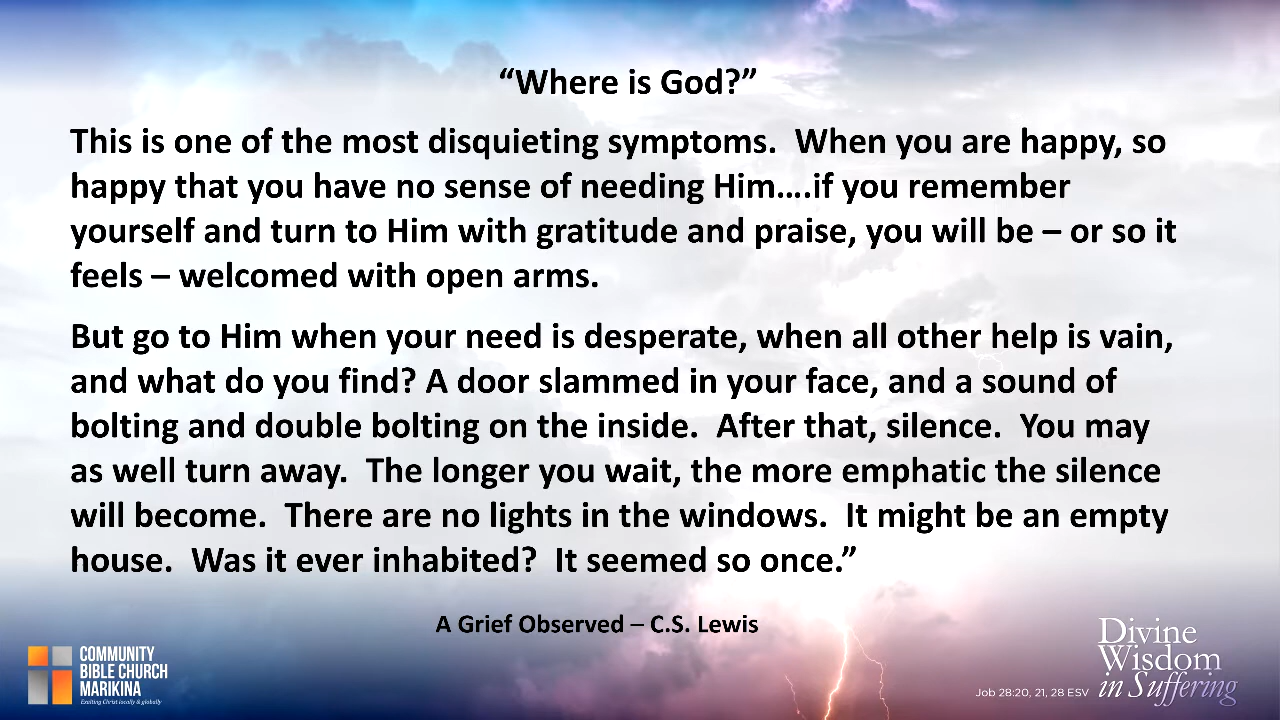 “Where is God?”
This is one of the most disquieting symptoms.  When you are happy, so
happy that you have no sense of needing Him….if you remember
yourself and turn to Him with gratitude and praise, you will be – or so it
feels – welcomed with open arms.
But go to Him when your need is desperate, when all other help is vain,
and what do you find? A door slammed in your face, and a sound of
bolting and double bolting on the inside.  After that, silence.  You may
as well turn away.  The longer you wait, the more emphatic the silence
will become.  There are no lights in the windows.  It might be an empty
house.  Was it ever inhabited?  It seemed so once.”
A Grief Observed – C.S. Lewis
COMMUNITY
BIBLE CHURCH
MARIKINA
Exalting Christ locally & globally
Job 28:20, 21, 28 ESV
Divine
Wisdom
in Suffering